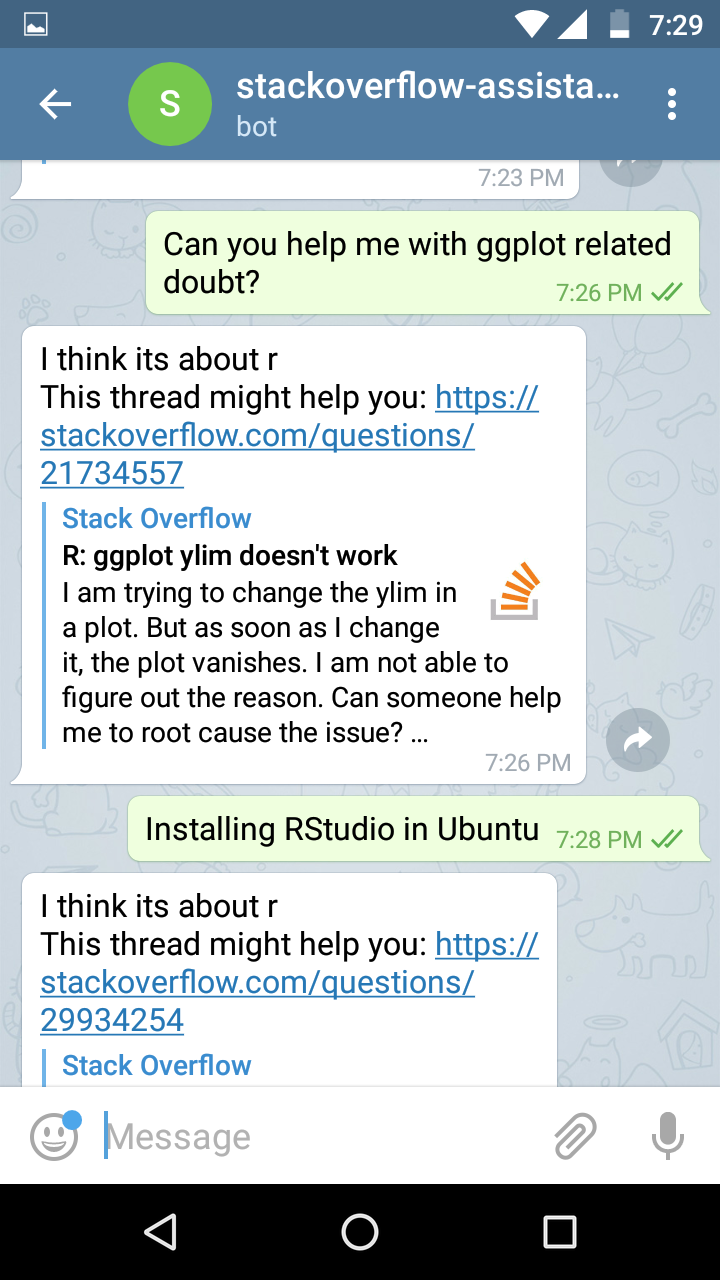 7:29
stackoverflow-assista...
bot
7:23 PM
Can you help me with ggplot related
doubt?
7:26 PM
I think its about r
This thread might help you: https://
stackoverflow.com/questions/
21734557
Stack Overflow
R: ggplot ylim doesn't work
I am trying to change the ylim in
a plot. But as soon as I change
it, the plot vanishes. I am not able to
figure out the reason. Can someone help
me to root cause the issue? ...
7:26 PM
Installing RStudio in Ubuntu 7:28 PM
I think its about r
This thread might help you: https://
stackoverflow.com/questions/
29934254
Stack Overflow
Message